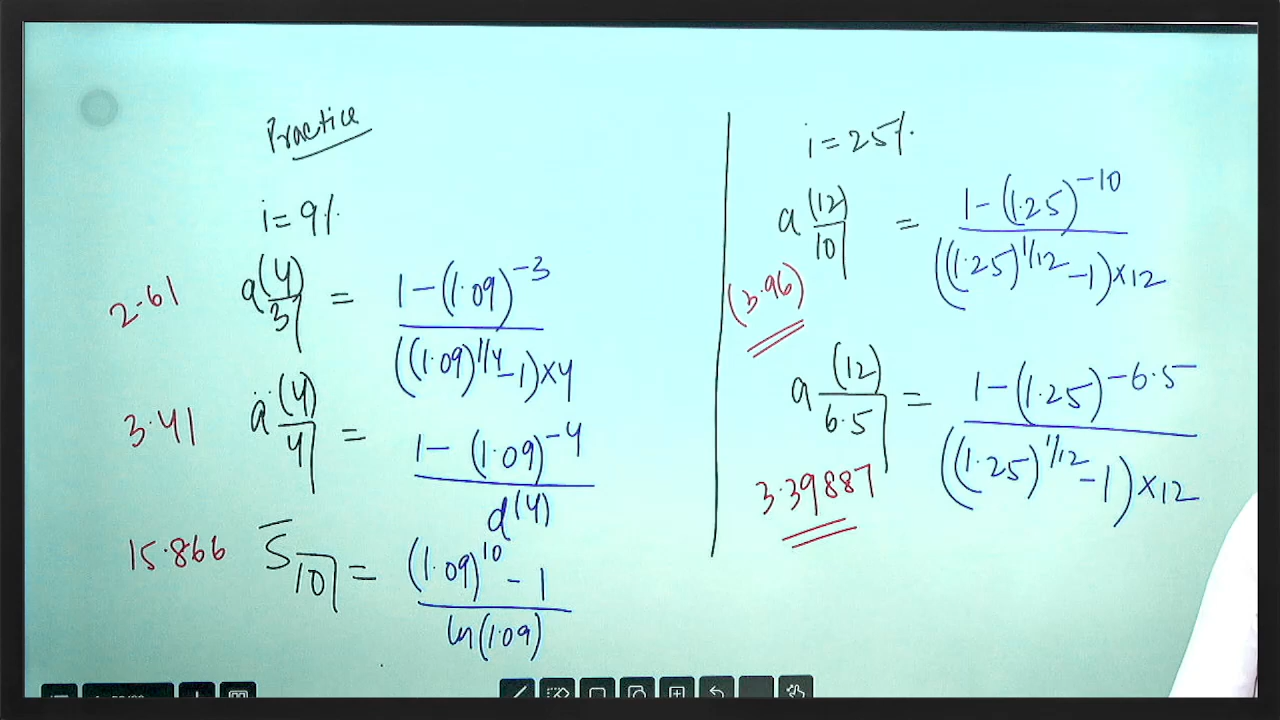 Practice
i = 9%
2.61 a(4)/3 = 1 - (1.09)^-3 / ((1.09)^1/4 - 1) × 4
3.41 ä(4)/4 = 1 - (1.09)^-4 / d(4)
15.866 s̄10 = (1.09)^10 - 1 / ln(1.09)
i = 25%
a(12)/10 = 1 - (1.25)^-10 / ((1.25)^1/12 - 1) × 12
(3.96)
a(12)/6.5 = 1 - (1.25)^-6.5 / ((1.25)^1/12 - 1) × 12
3.39887